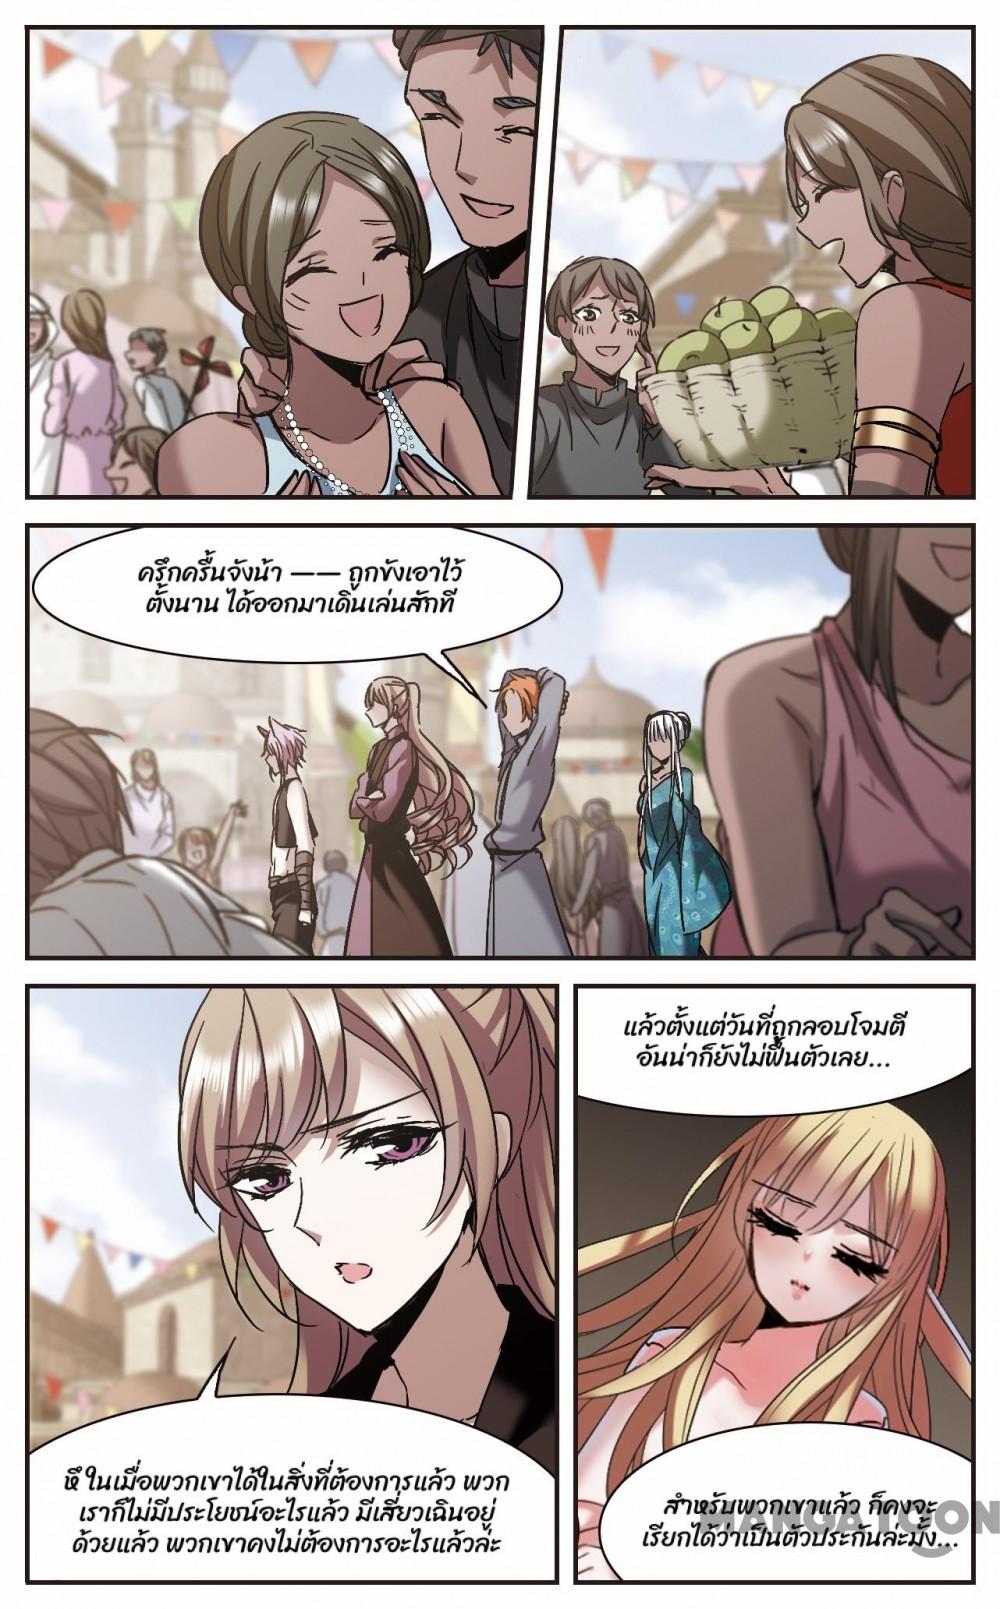 ครึกครื้นจังน้า —— ถูกขังเอาไว้
ตั้งนาน ได้ออกมาเดินเล่นสักที
หึ ในเมื่อพวกเขาได้ในสิ่งที่ต้องการแล้ว พวก
เราก็ไม่มีประโยชน์อะไรแล้ว มีเสี่ยวเฉินอยู่
ด้วยแล้ว พวกเขาคงไม่ต้องการอะไรแล้วล่ะ
แล้วตั้งแต่วันที่ถูกลอบโจมตี
อันน่าก็ยังไม่ฟื้นตัวเลย...
สำหรับพวกเขาแล้ว ก็คงจะ
เรียกได้ว่าเป็นตัวประกันละมั้ง...
MANGATOON